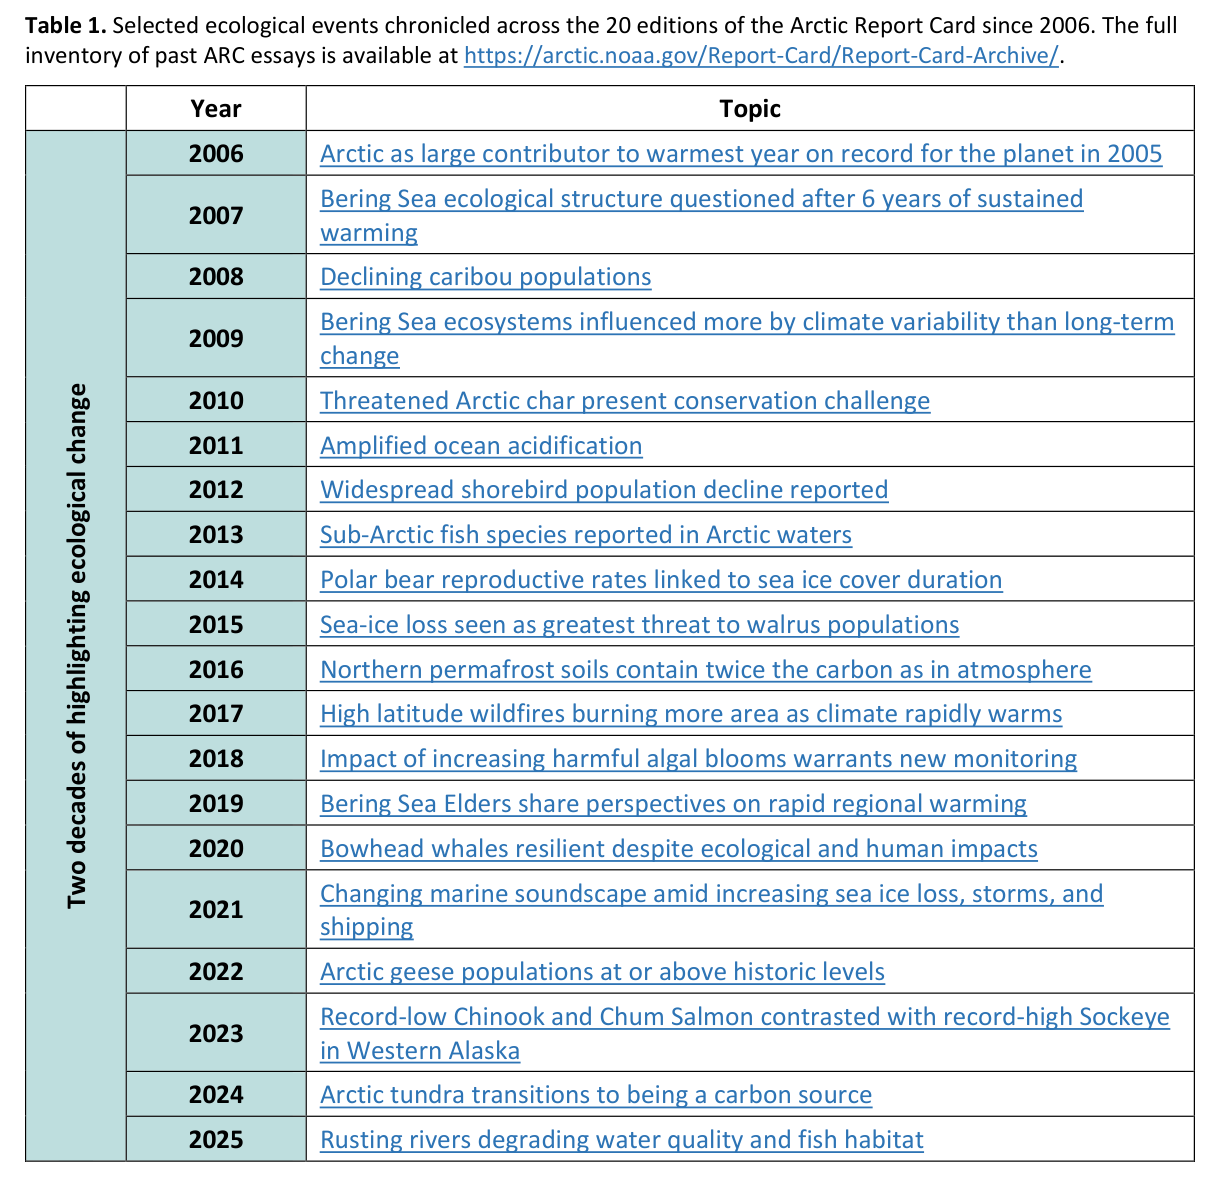 Table 1. Selected ecological events chronicled across the 20 editions of the Arctic Report Card since 2006. The full
inventory of past ARC essays is available at https://arctic.noaa.gov/Report-Card/Report-Card-Archive/.
Year Topic
Two decades of highlighting ecological change
2006 Arctic as large contributor to warmest year on record for the planet in 2005
2007 Bering Sea ecological structure questioned after 6 years of sustained
warming
2008 Declining caribou populations
2009 Bering Sea ecosystems influenced more by climate variability than long-term
change
2010 Threatened Arctic char present conservation challenge
2011 Amplified ocean acidification
2012 Widespread shorebird population decline reported
2013 Sub-Arctic fish species reported in Arctic waters
2014 Polar bear reproductive rates linked to sea ice cover duration
2015 Sea-ice loss seen as greatest threat to walrus populations
2016 Northern permafrost soils contain twice the carbon as in atmosphere
2017 High latitude wildfires burning more area as climate rapidly warms
2018 Impact of increasing harmful algal blooms warrants new monitoring
2019 Bering Sea Elders share perspectives on rapid regional warming
2020 Bowhead whales resilient despite ecological and human impacts
2021 Changing marine soundscape amid increasing sea ice loss, storms, and
shipping
2022 Arctic geese populations at or above historic levels
2023 Record-low Chinook and Chum Salmon contrasted with record-high Sockeye
in Western Alaska
2024 Arctic tundra transitions to being a carbon source
2025 Rusting rivers degrading water quality and fish habitat